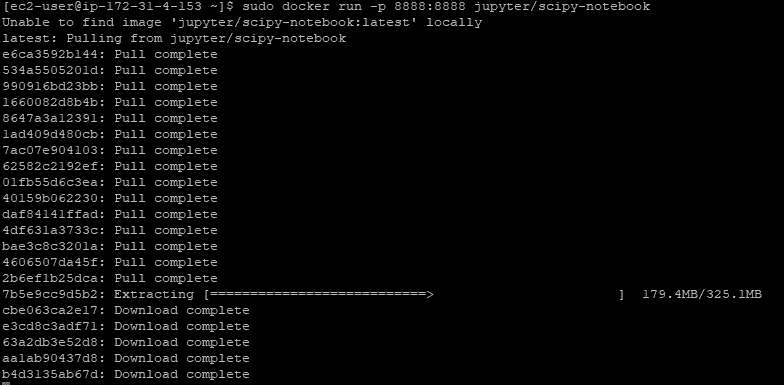 [ec2-user@ip-172-31-4-153 ~]$ sudo docker run -p 8888:8888 jupyter/scipy-notebook
Unable to find image 'jupyter/scipy-notebook:latest' locally
latest: Pulling from jupyter/scipy-notebook
e6ca3592b144: Pull complete
534a5505201d: Pull complete
990916bd23bb: Pull complete
1660082d8b4b: Pull complete
8647a3a12391: Pull complete
1ad409d480cb: Pull complete
7ac07e904103: Pull complete
62582c2192ef: Pull complete
01fb55d6c3ea: Pull complete
40159b062230: Pull complete
daf84141ffad: Pull complete
4df631a3733c: Pull complete
bae3c8c3201a: Pull complete
4606507da45f: Pull complete
2b6ef1b25dca: Pull complete
7b5e9cc9d5b2: Extracting [===========================>                       ]  179.4MB/325.1MB
cbe063ca2e17: Download complete
e3cd8c3adf71: Download complete
63a2db3e52d8: Download complete
aa1ab90437d8: Download complete
b4d3135ab67d: Download complete